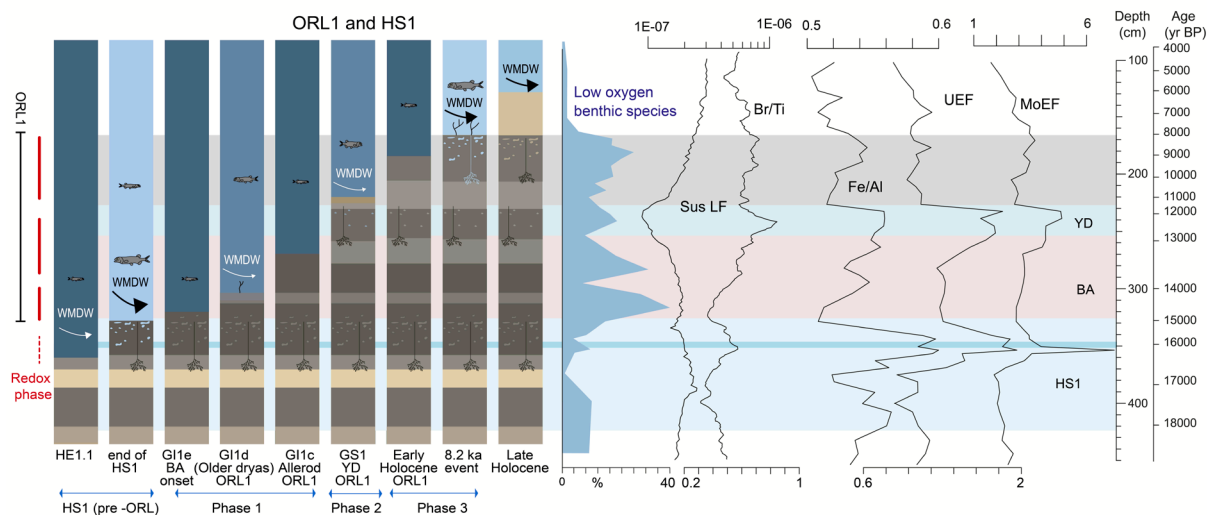 ORL1 and HS1
ORL1
Redox
phase
WMDW
WMDW
WMDW
WMDW
WMDW
WMDW
HE1.1
end of
HS1
GI1e
BA
onset
GI1d
(Older dryas)
ORL1
GI1c
Allerod
ORL1
GS1
YD
ORL1
Early
Holocene
ORL1
8.2 ka
event
Late
Holocene
HS1 (pre -ORL)
Phase 1
Phase 2
Phase 3
Low oxygen
benthic species
0
%
40
1E-07
1E-06
Sus LF
Br/Ti
0.2
1
0.5
0.6
Fe/Al
UEF
0.6
2
1
6
MoEF
YD
BA
HS1
Depth
(cm)
100
200
300
400
Age
(yr BP)
4000
5000
6000
7000
8000
9000
10000
11000
12000
13000
14000
15000
16000
17000
18000